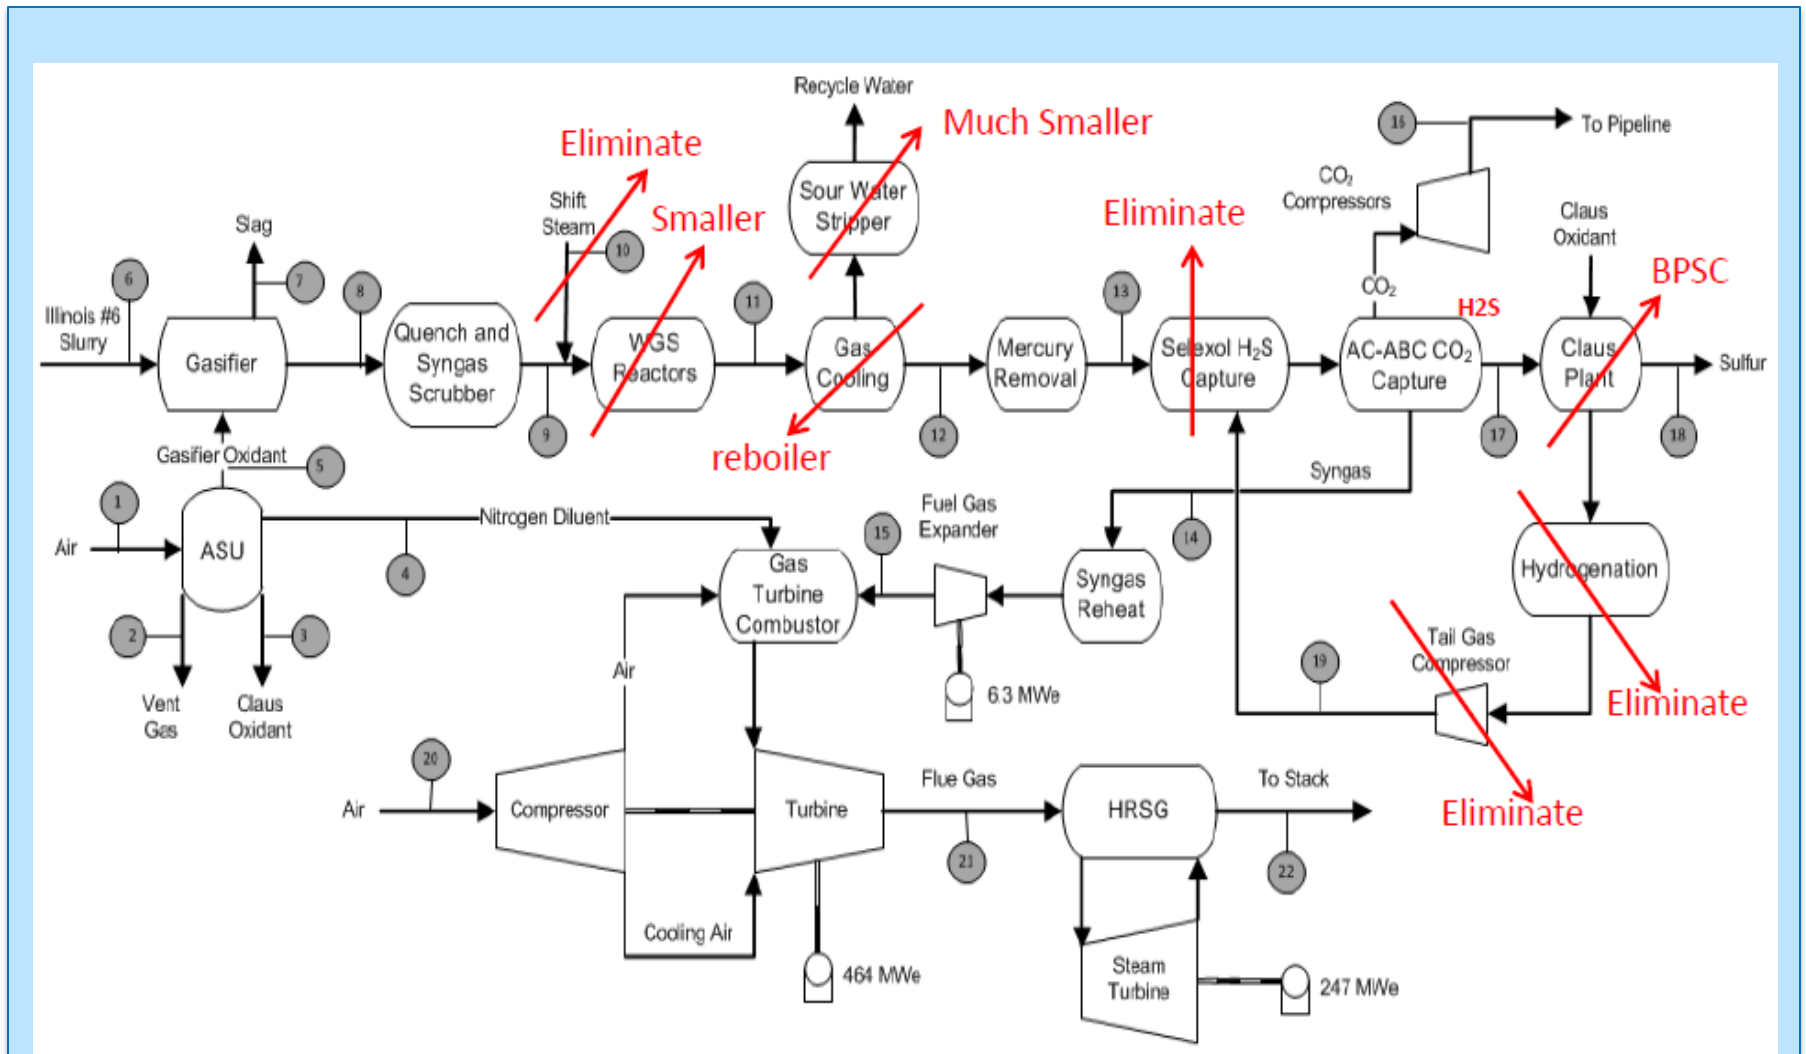 Recycle Water
Much Smaller
16
To Pipeline
Eliminate
CO2
Compressors
Shift
Steam
Smaller
Sour Water
Stripper
Eliminate
Claus
Oxidant
Slag
10
6
7
8
11
13
CO2
H2S
BPSC
Illinois #6
Slurry
Gasifier
Quench and
Syngas
Scrubber
WGS
Reactors
Gas
Cooling
Mercury
Removal
Selexol H2S
Capture
AC-ABC CO2
Capture
Claus
Plant
Sulfur
9
12
17
18
reboiler
Gasifier Oxidant
5
Syngas
1
Nitrogen Diluent
Fuel Gas
Expander
15
14
Air
ASU
4
Gas
Turbine
Combustor
Syngas
Reheat
Hydrogenation
2
3
Air
Tail Gas
Compressor
19
Vent
Gas
Claus
Oxidant
6.3 MWe
Eliminate
20
Air
Compressor
Turbine
Flue Gas
HRSG
To Stack
Eliminate
21
22
Cooling Air
464 MWe
Steam
Turbine
247 MWe